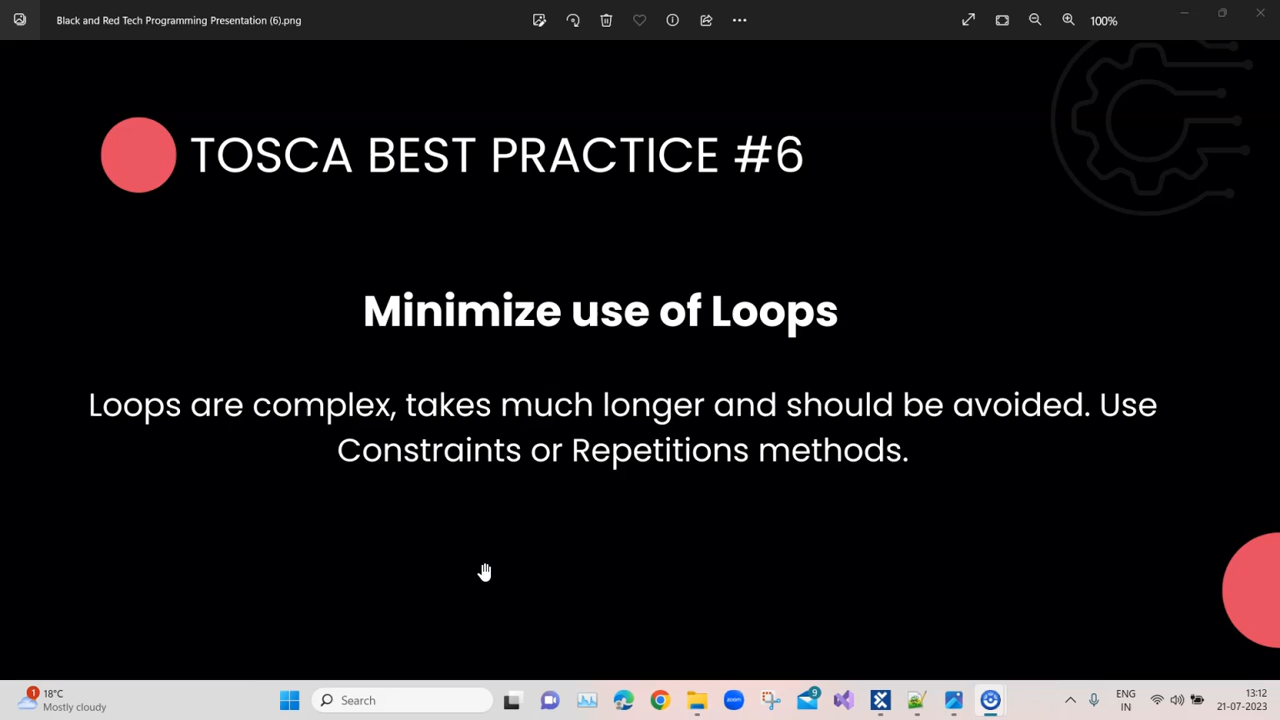 Black and Red Tech Programming Presentation (6).png
100%
TOSCA BEST PRACTICE #6
Minimize use of Loops
Loops are complex, takes much longer and should be avoided. Use
Constraints or Repetitions methods.
1
18°C
Mostly cloudy
Search
9
ENG
IN
13:12
21-07-2023